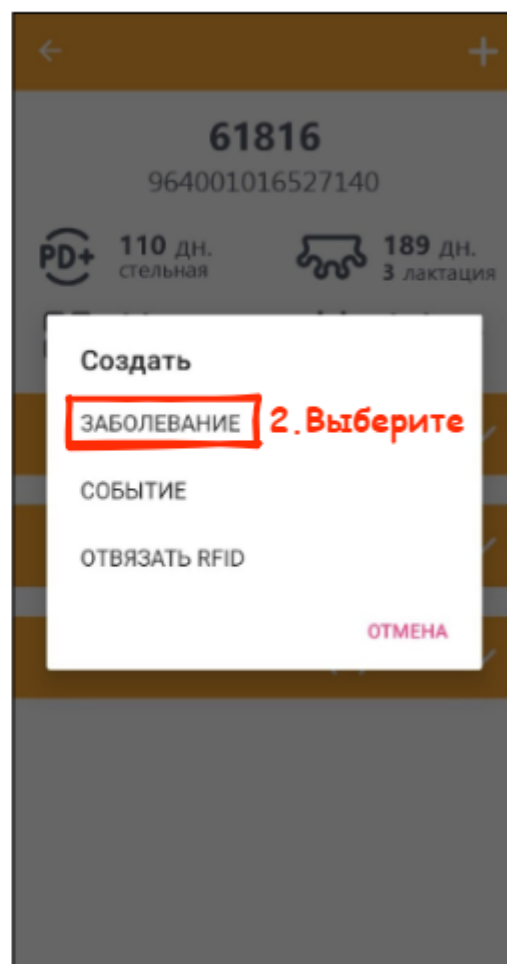 61816
964001016527140
PD+ 110 дн. 189 дн.
стельная 3 лактация
Создать
ЗАБОЛЕВАНИЕ 2.Выберите
СОБЫТИЕ
ОТВЯЗАТЬ RFID
ОТМЕНА